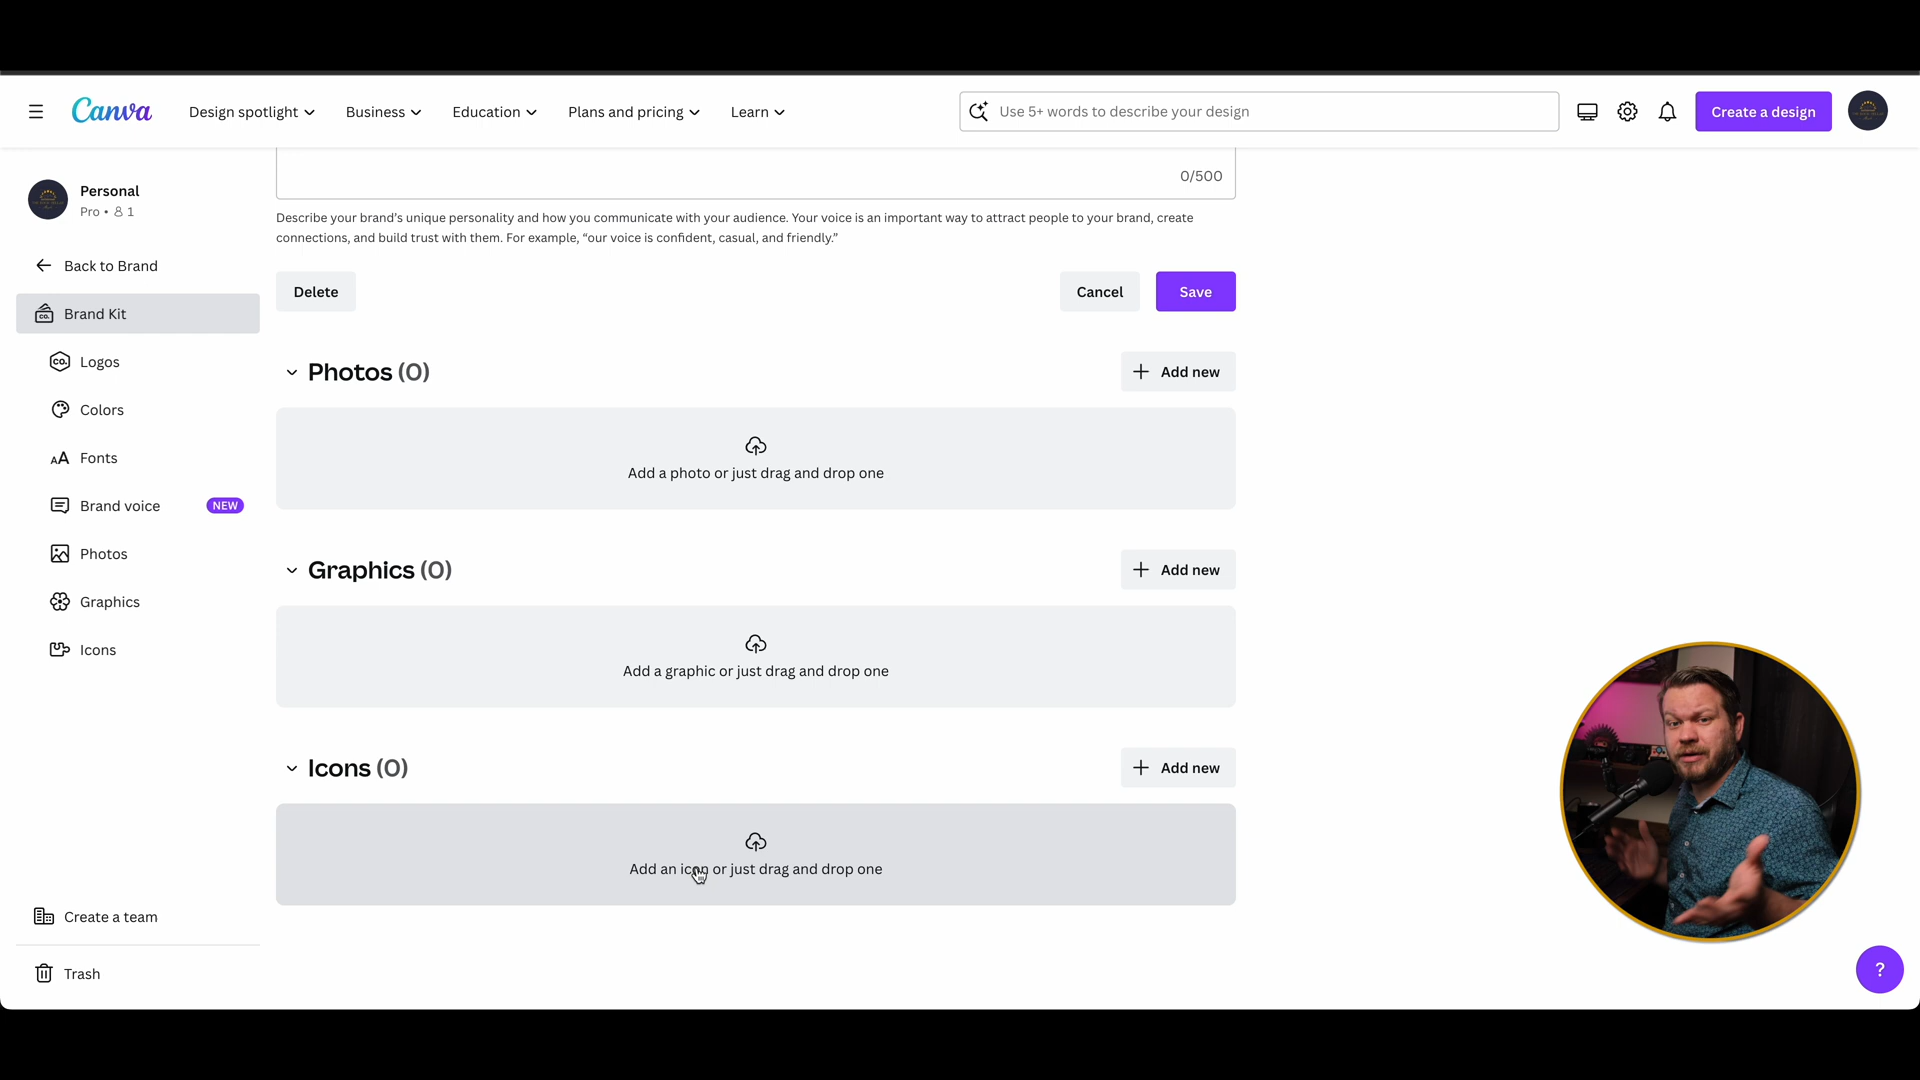 Canva
Design spotlight
Business
Education
Plans and pricing
Learn
Use 5+ words to describe your design
Create a design
Personal
Pro • 1
Back to Brand
Brand Kit
Logos
Colors
Fonts
Brand voice NEW
Photos
Graphics
Icons
Create a team
Trash
0/500
Describe your brand's unique personality and how you communicate with your audience. Your voice is an important way to attract people to your brand, create
connections, and build trust with them. For example, “our voice is confident, casual, and friendly.”
Delete
Cancel
Save
Photos (0)
Add new
Add a photo or just drag and drop one
Graphics (0)
Add new
Add a graphic or just drag and drop one
Icons (0)
Add new
Add an icon or just drag and drop one
?